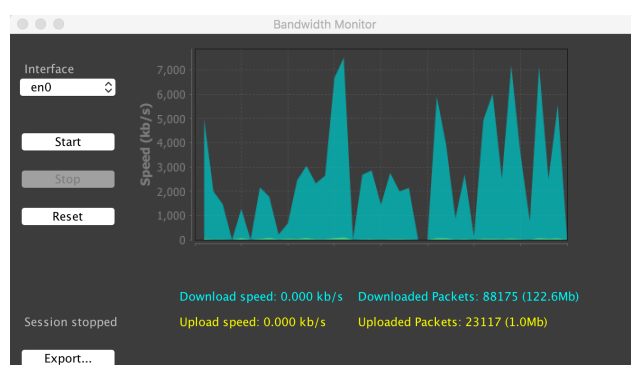 Bandwidth Monitor
Interface
en0
Start
Stop
Reset
Speed (kb/s)
7,000
6,000
5,000
4,000
3,000
2,000
1,000
0
Download speed: 0.000 kb/s Downloaded Packets: 88175 (122.6Mb)
Session stopped Upload speed: 0.000 kb/s Uploaded Packets: 23117 (1.0Mb)
Export...